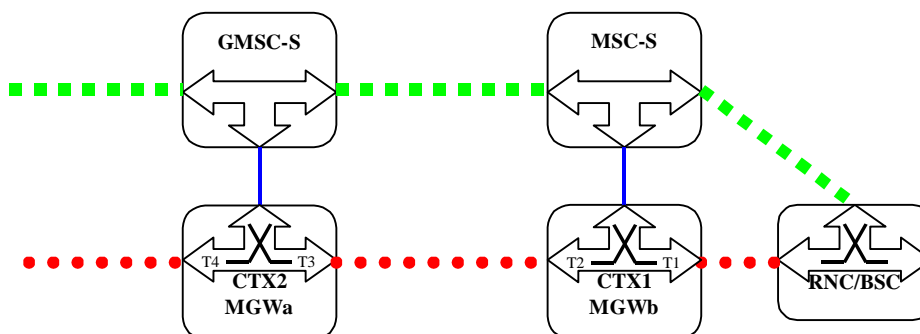 GMSC-S
MSC-S
T4 T3
CTX2
MGWa
T2 T1
CTX1
MGWb
RNC/BSC